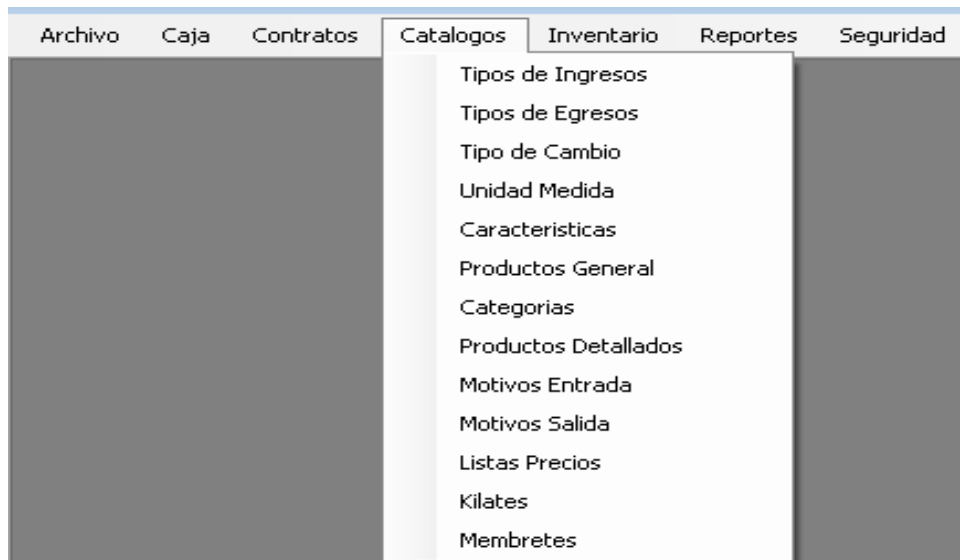 Archivo Caja Contratos Catalogos Inventario Reportes Seguridad
Tipos de Ingresos
Tipos de Egresos
Tipo de Cambio
Unidad Medida
Caracteristicas
Productos General
Categorias
Productos Detallados
Motivos Entrada
Motivos Salida
Listas Precios
Kilates
Membretes